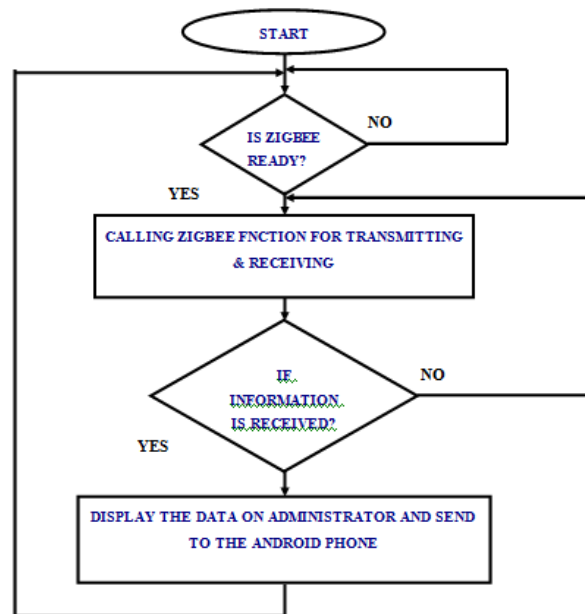 START
IS ZIGBEE
READY?
NO
YES
CALLING ZIGBEE FNCTION FOR TRANSMITTING
& RECEIVING
IF
INFORMATION
IS RECEIVED?
NO
YES
DISPLAY THE DATA ON ADMINISTRATOR AND SEND
TO THE ANDROID PHONE